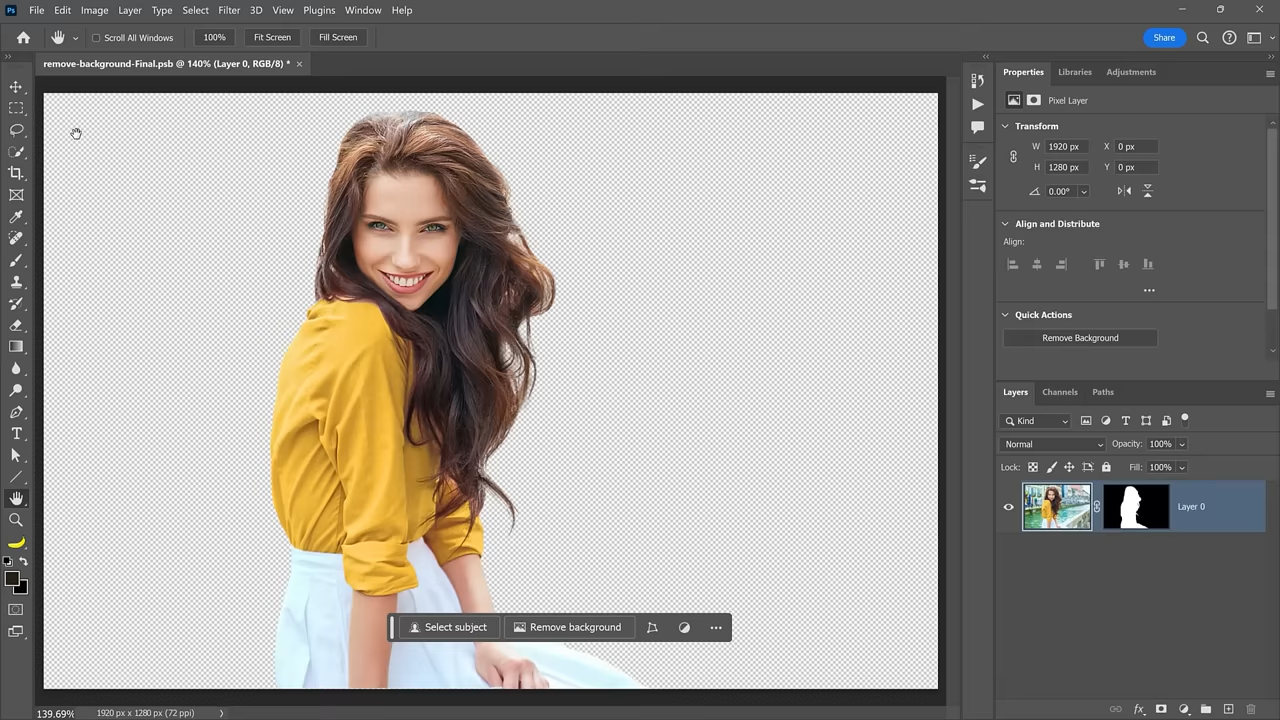 Ps File Edit Image Layer Type Select Filter 3D View Plugins Window Help
Scroll All Windows 100% Fit Screen Fill Screen Share
remove-background-Final.psb @ 140% (Layer 0, RGB/8) *
Properties Libraries Adjustments
Pixel Layer
Transform
W 1920 px X 0 px
H 1280 px Y 0 px
0.00°
Align and Distribute
Align:
Quick Actions
Remove Background
Layers Channels Paths
Kind
Normal Opacity: 100%
Lock: Fill: 100%
Layer 0
Select subject Remove background
139.69% 1920 px x 1280 px (72 ppi)